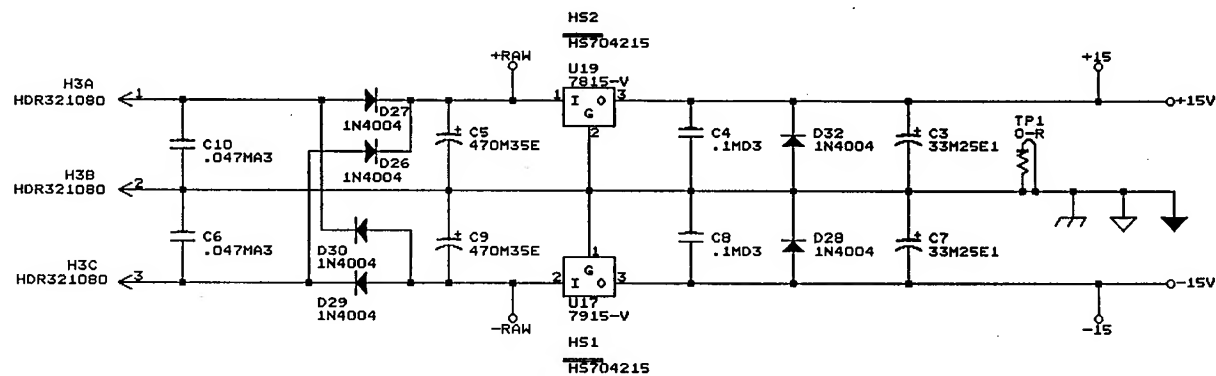 HS2
HS704215
+RAW
U19
7815-V
+15
H3A
HDR321080
1
1
I O
G
3
2
+15V
D27
1N4004
C10
.047MA3
+
C5
470M35E
C4
.1MD3
D32
1N4004
+
C3
33M25E1
TP1
0-R
D26
1N4004
H3B
HDR321080
2
C6
.047MA3
D30
1N4004
+
C9
470M35E
C8
.1MD3
D28
1N4004
+
C7
33M25E1
1
H3C
HDR321080
3
2
G
I O
3
-15V
D29
1N4004
U17
7915-V
-RAW
-15
HS1
HS704215